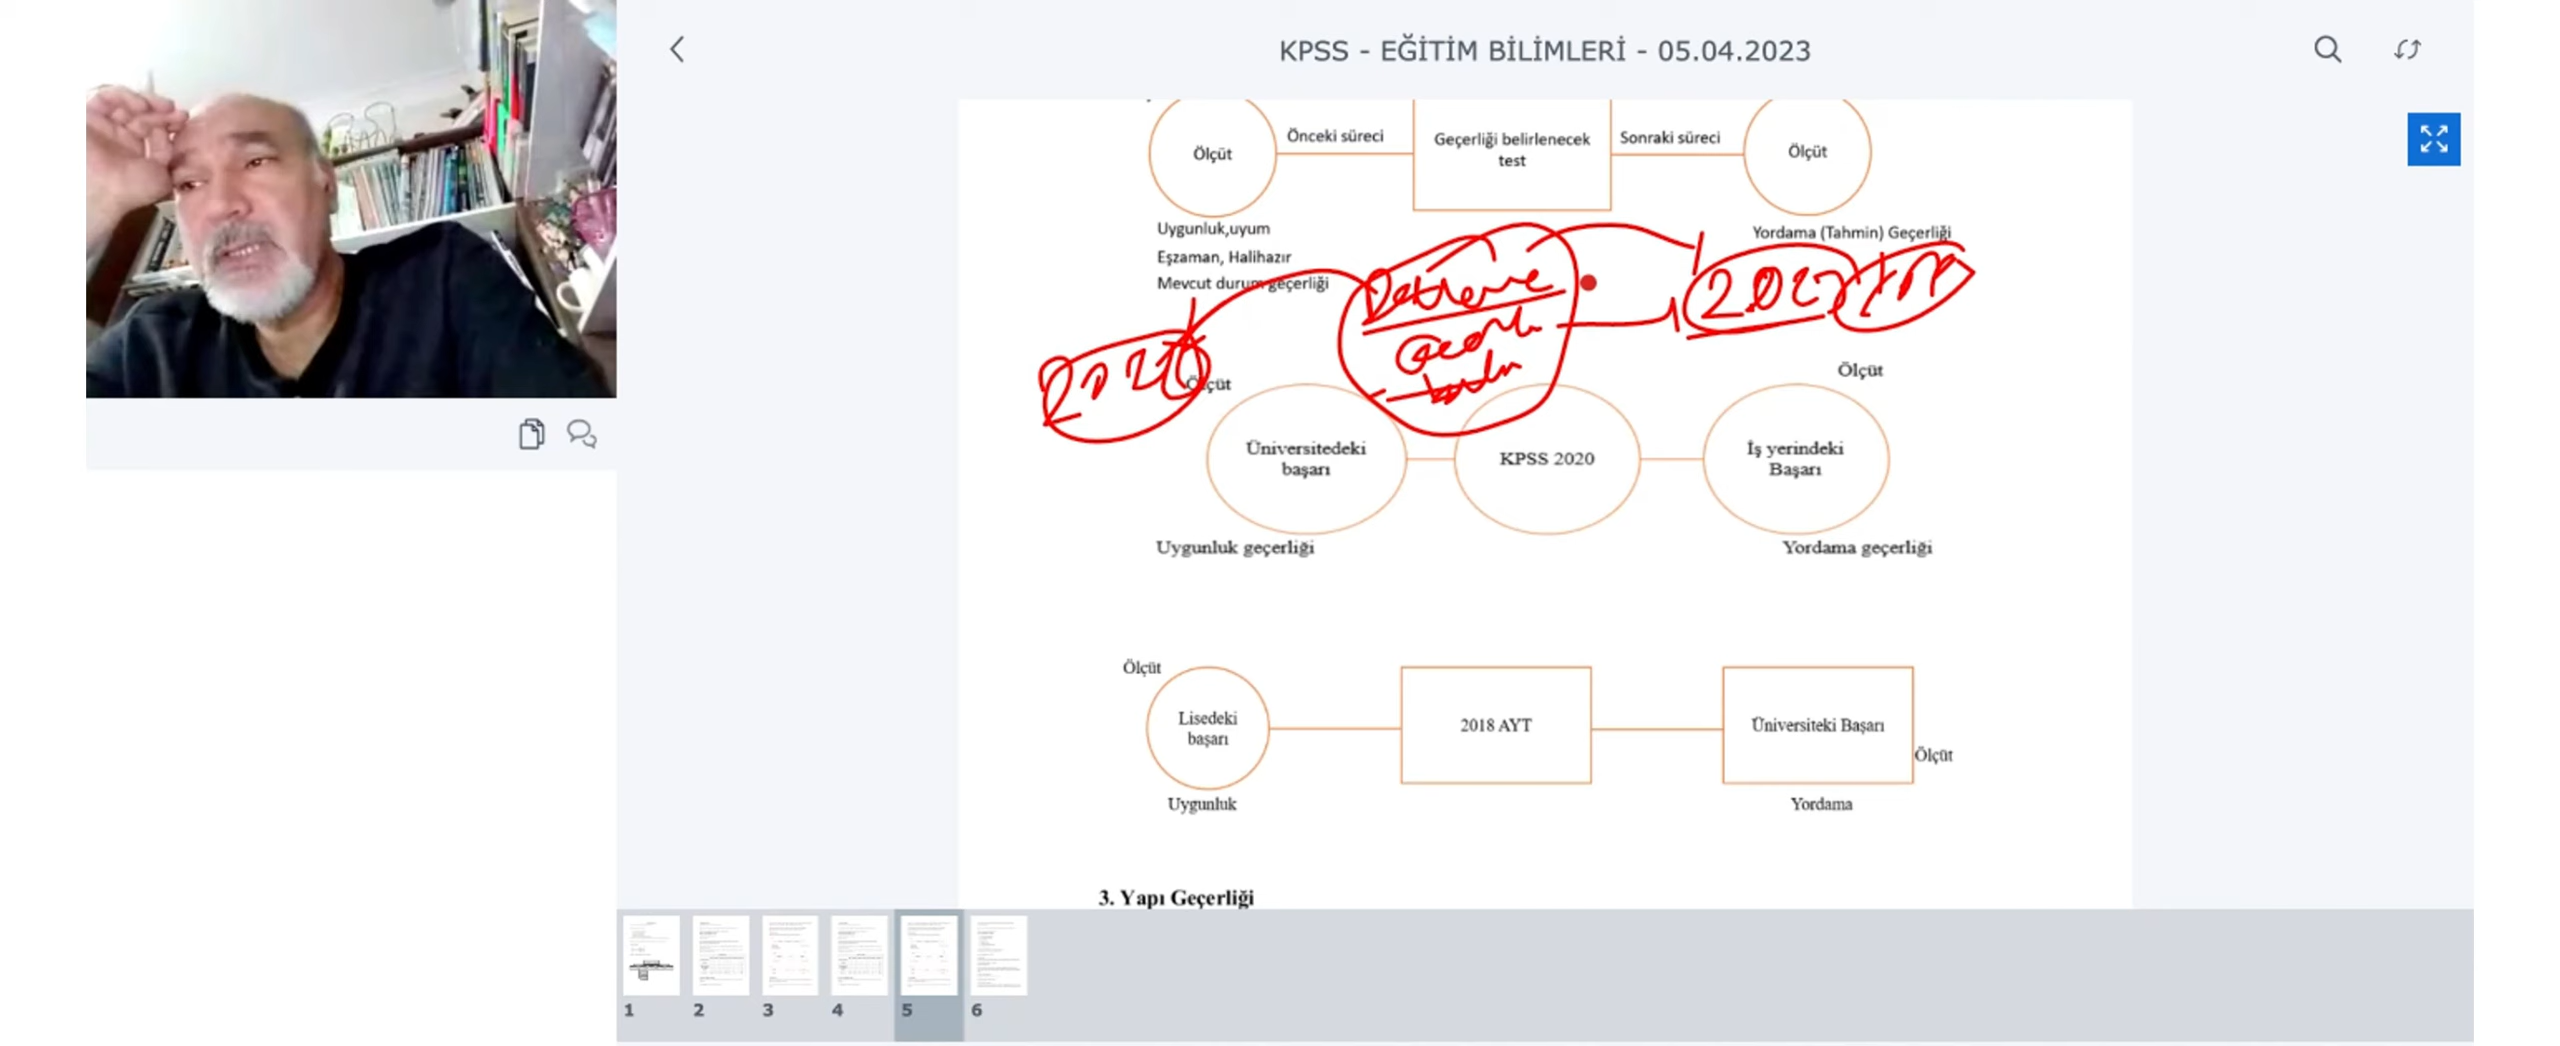 KPSS - EĞİTİM BİLİMLERİ - 05.04.2023
Ölçüt
Önceki süreci
Geçerliği belirlenecek
test
Sonraki süreci
Ölçüt
Uygunluk,uyum
Eşzaman, Halihazır
Mevcut durum geçerliği
Yordama (Tahmin) Geçerliği
Ölçüt
Ölçüt
Üniversitedeki
başarı
KPSS 2020
İş yerindeki
Başarı
Uygunluk geçerliği
Yordama geçerliği
Ölçüt
Lisedeki
başarı
2018 AYT
Üniversiteki Başarı
Ölçüt
Uygunluk
Yordama
3. Yapı Geçerliği
1
2
3
4
5
6